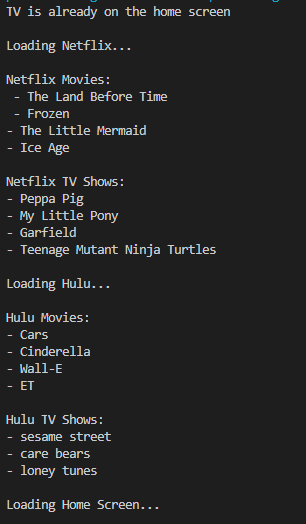 TV is already on the home screen
Loading Netflix...
Netflix Movies:
- The Land Before Time
- Frozen
- The Little Mermaid
- Ice Age
Netflix TV Shows:
- Peppa Pig
- My Little Pony
- Garfield
- Teenage Mutant Ninja Turtles
Loading Hulu...
Hulu Movies:
- Cars
- Cinderella
- Wall-E
- ET
Hulu TV Shows:
- sesame street
- care bears
- loney tunes
Loading Home Screen...